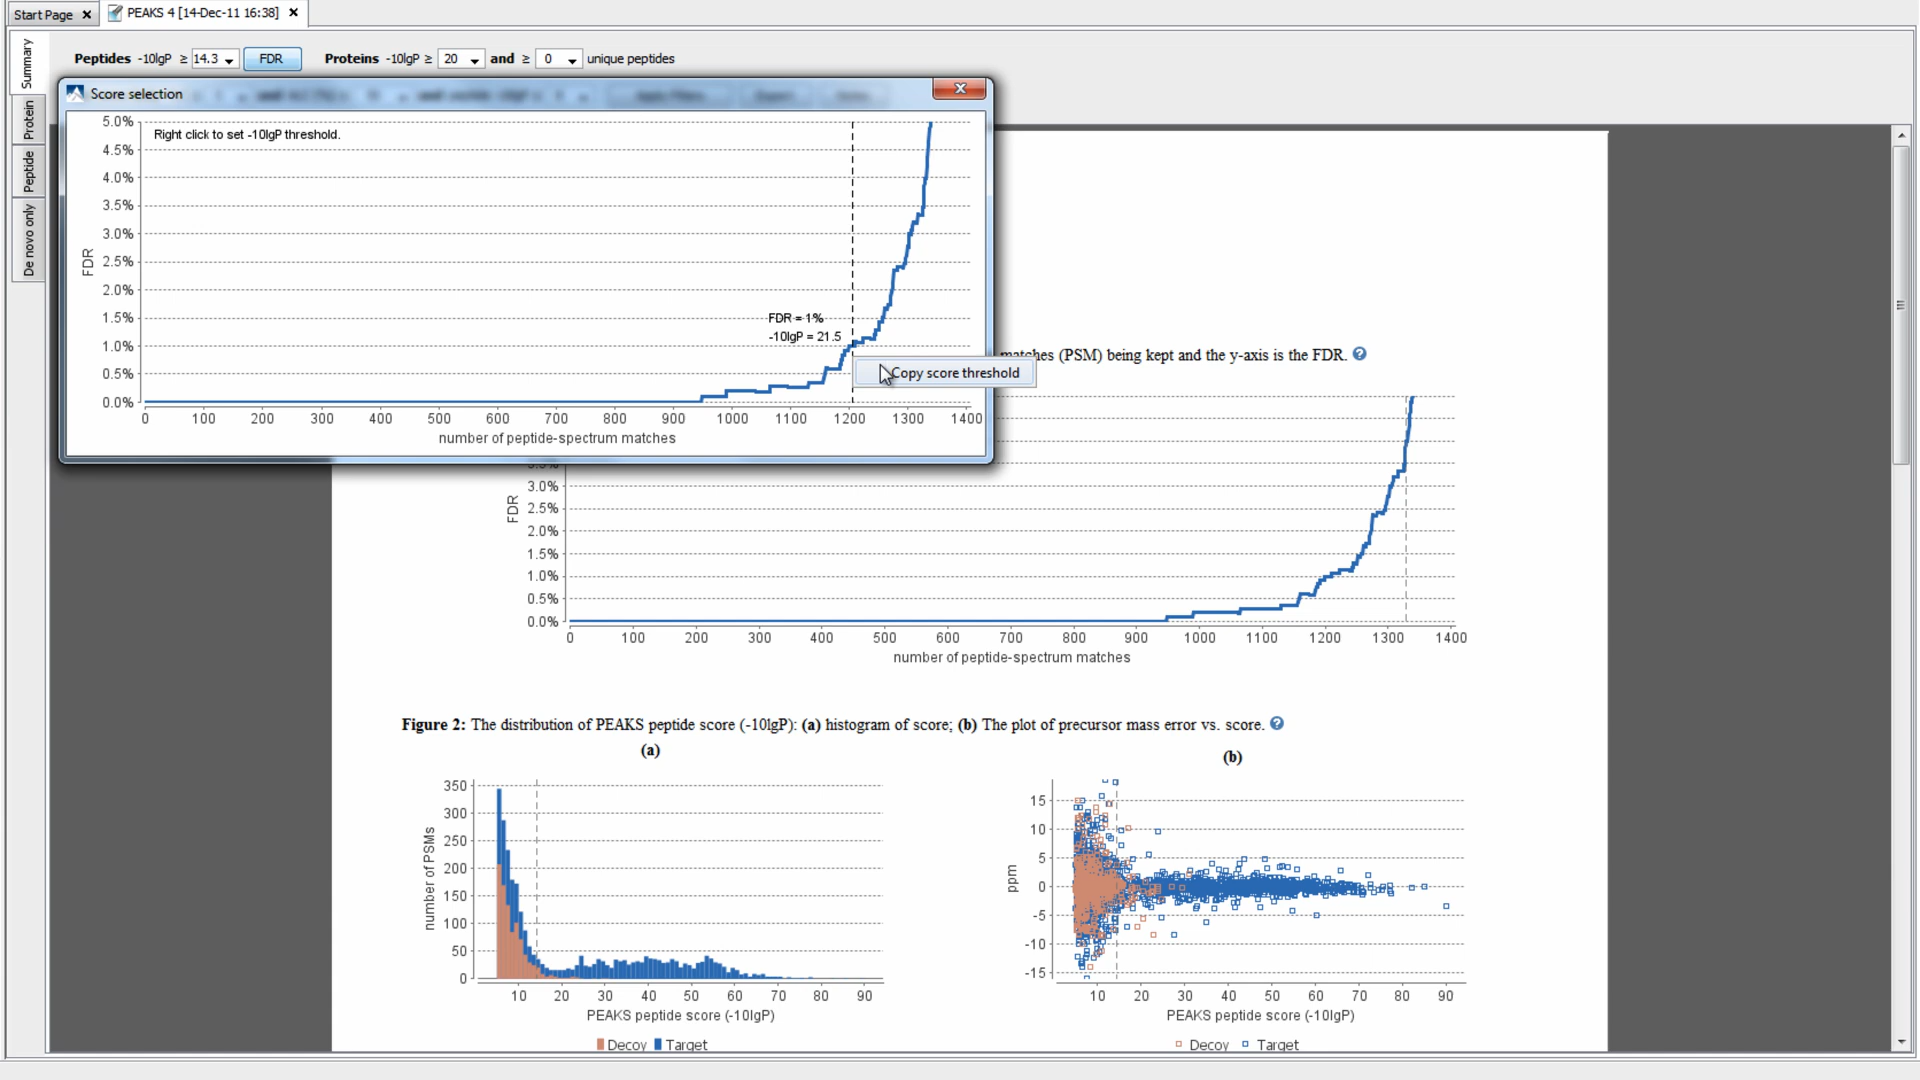 Start Page
PEAKS 4 [14-Dec-11 16:38]
Summary
Protein
Peptide
De novo only
Peptides -10lgP ≥ 14.3 FDR Proteins -10lgP ≥ 20 and ≥ 0 unique peptides
Score selection
Right click to set -10lgP threshold.
5.0%
4.5%
4.0%
3.5%
3.0%
2.5%
2.0%
1.5%
1.0%
0.5%
0.0%
FDR
FDR = 1%
-10lgP = 21.5
Copy score threshold
0 100 200 300 400 500 600 700 800 900 1000 1100 1200 1300 1400
number of peptide-spectrum matches
matches (PSM) being kept and the y-axis is the FDR.
3.5%
3.0%
2.5%
2.0%
1.5%
1.0%
0.5%
0.0%
FDR
0 100 200 300 400 500 600 700 800 900 1000 1100 1200 1300 1400
number of peptide-spectrum matches
Figure 2: The distribution of PEAKS peptide score (-10lgP): (a) histogram of score; (b) The plot of precursor mass error vs. score.
(a)
350
300
250
200
150
100
50
0
number of PSMs
10 20 30 40 50 60 70 80 90
PEAKS peptide score (-10lgP)
Decoy Target
(b)
15
10
5
0
-5
-10
-15
ppm
10 20 30 40 50 60 70 80 90
PEAKS peptide score (-10lgP)
Decoy Target